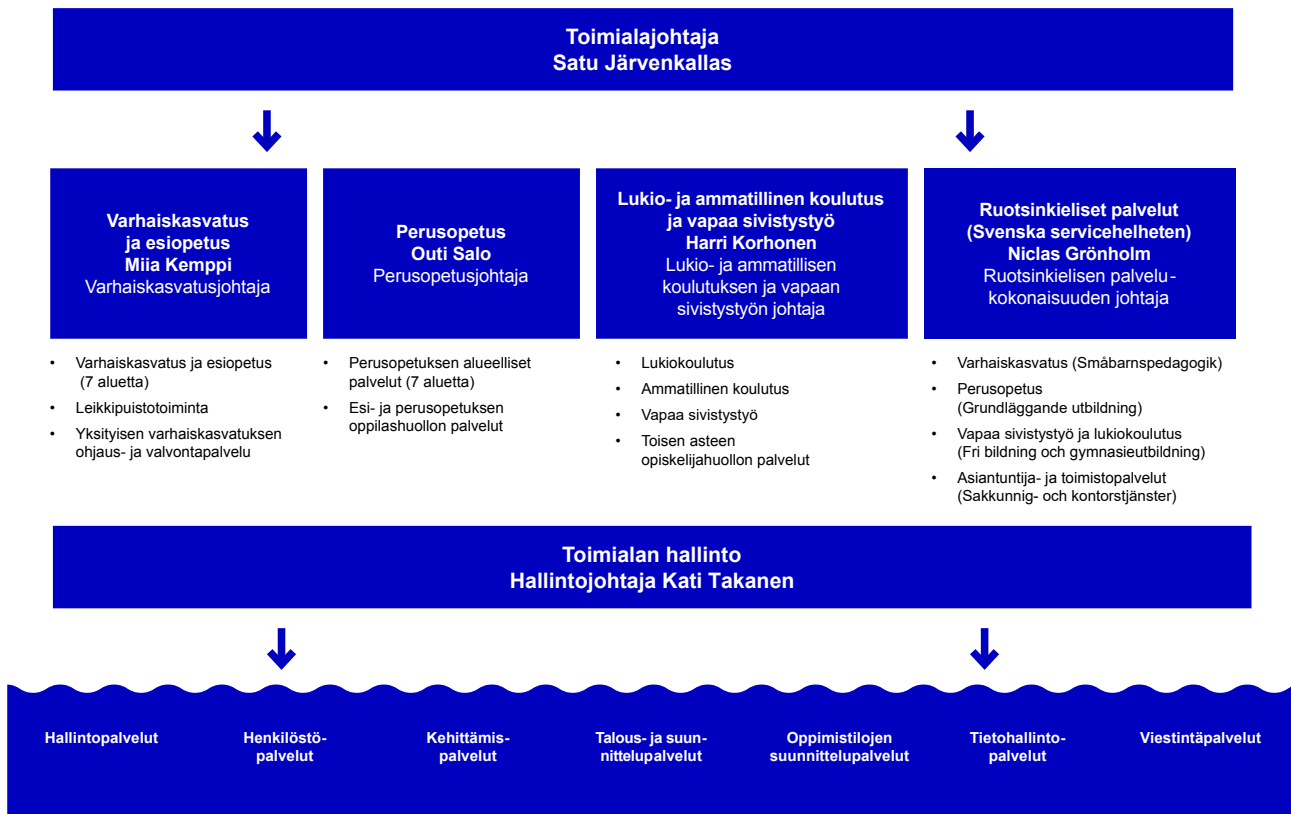 Toimialajohtaja
Satu Järvenkallas
Varhaiskasvatus
ja esiopetus
Miia Kemppi
Varhaiskasvatusjohtaja
Perusopetus
Outi Salo
Perusopetusjohtaja
Lukio- ja ammatillinen koulutus
ja vapaa sivistystyö
Harri Korhonen
Lukio- ja ammatillisen
koulutuksen ja vapaan
sivistystyön johtaja
Ruotsinkieliset palvelut
(Svenska servicehelheten)
Niclas Grönholm
Ruotsinkielisen palvelu-
kokonaisuuden johtaja
• Varhaiskasvatus ja esiopetus
(7 aluetta)
• Leikkipuistotoiminta
• Yksityisen varhaiskasvatuksen
ohjaus- ja valvontapalvelu
• Perusopetuksen alueelliset
palvelut (7 aluetta)
• Esi- ja perusopetuksen
oppilashuollon palvelut
• Lukiokoulutus
• Ammatillinen koulutus
• Vapaa sivistystyö
• Toisen asteen
opiskelijahuollon palvelut
• Varhaiskasvatus (Småbarnspedagogik)
• Perusopetus
(Grundläggande utbildning)
• Vapaa sivistystyö ja lukiokoulutus
(Fri bildning och gymnasieutbildning)
• Asiantuntija- ja toimistopalvelut
(Sakkunnig- och kontorstjänster)
Toimialan hallinto
Hallintojohtaja Kati Takanen
Hallintopalvelut
Henkilöstö-
palvelut
Kehittämis-
palvelut
Talous- ja suun-
nittelupalvelut
Oppimistilojen
suunnittelupalvelut
Tietohallinto-
palvelut
Viestintäpalvelut